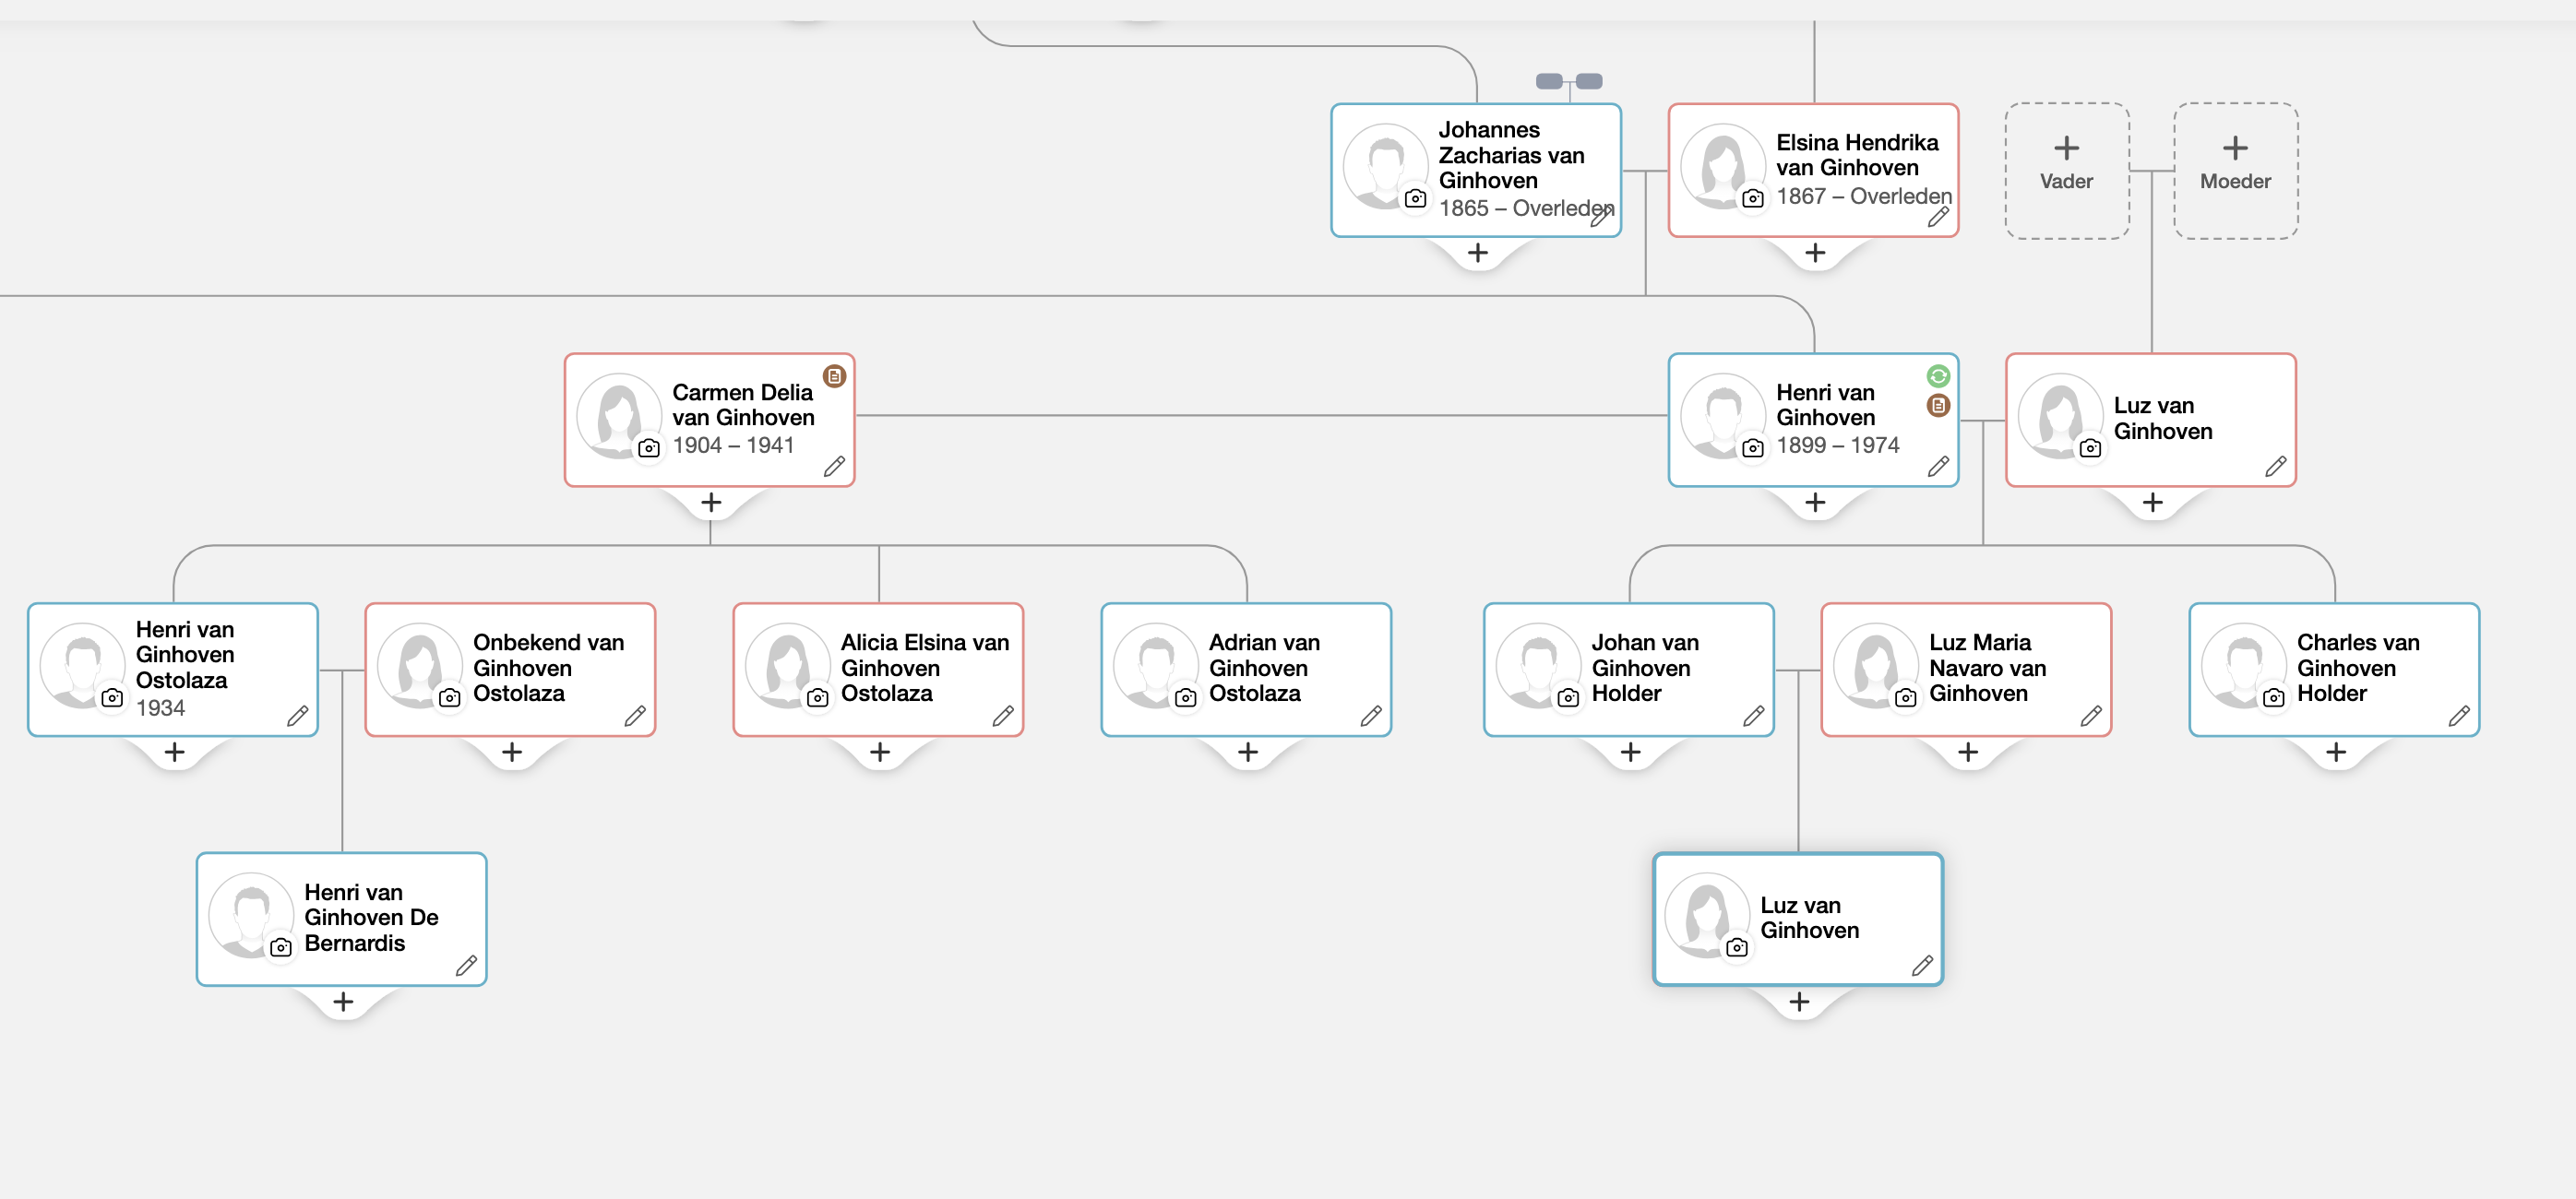 Johannes
Zacharias van
Ginhoven
1865 – Overleden
Elsina Hendrika
van Ginhoven
1867 – Overleden
Vader
Moeder
Carmen Delia
van Ginhoven
1904 – 1941
Henri van
Ginhoven
1899 – 1974
Luz van
Ginhoven
Henri van
Ginhoven
Ostolaza
1934
Onbekend van
Ginhoven
Ostolaza
Alicia Elsina van
Ginhoven
Ostolaza
Adrian van
Ginhoven
Ostolaza
Johan van
Ginhoven
Holder
Luz Maria
Navaro van
Ginhoven
Charles van
Ginhoven
Holder
Henri van
Ginhoven De
Bernardis
Luz van
Ginhoven